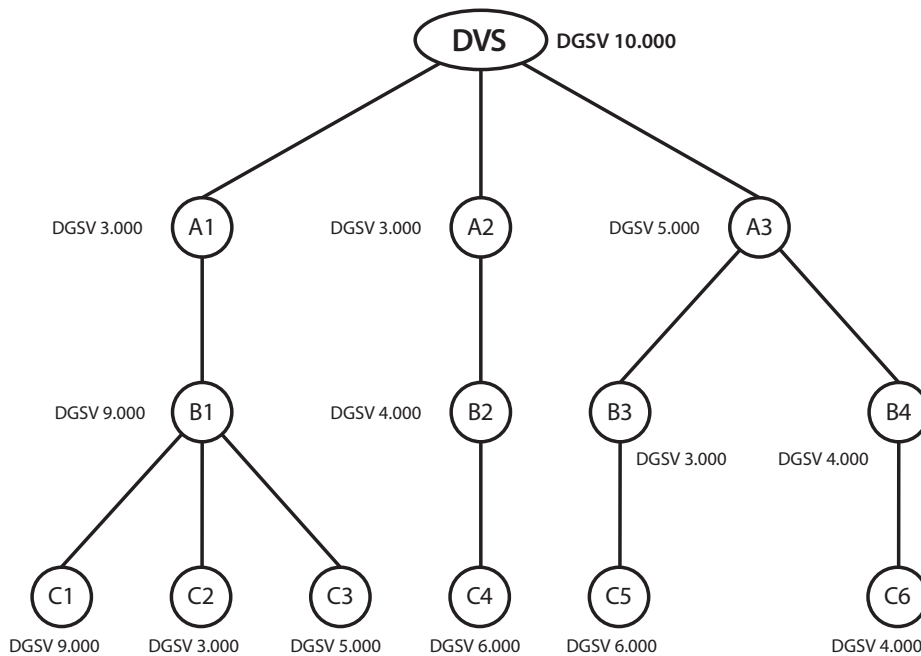 DVS DGSV 10.000
DGSV 3.000 A1 DGSV 3.000 A2 DGSV 5.000 A3
DGSV 9.000 B1 DGSV 4.000 B2 B3 B4
DGSV 3.000 DGSV 4.000
C1 C2 C3 C4 C5 C6
DGSV 9.000 DGSV 3.000 DGSV 5.000 DGSV 6.000 DGSV 6.000 DGSV 4.000